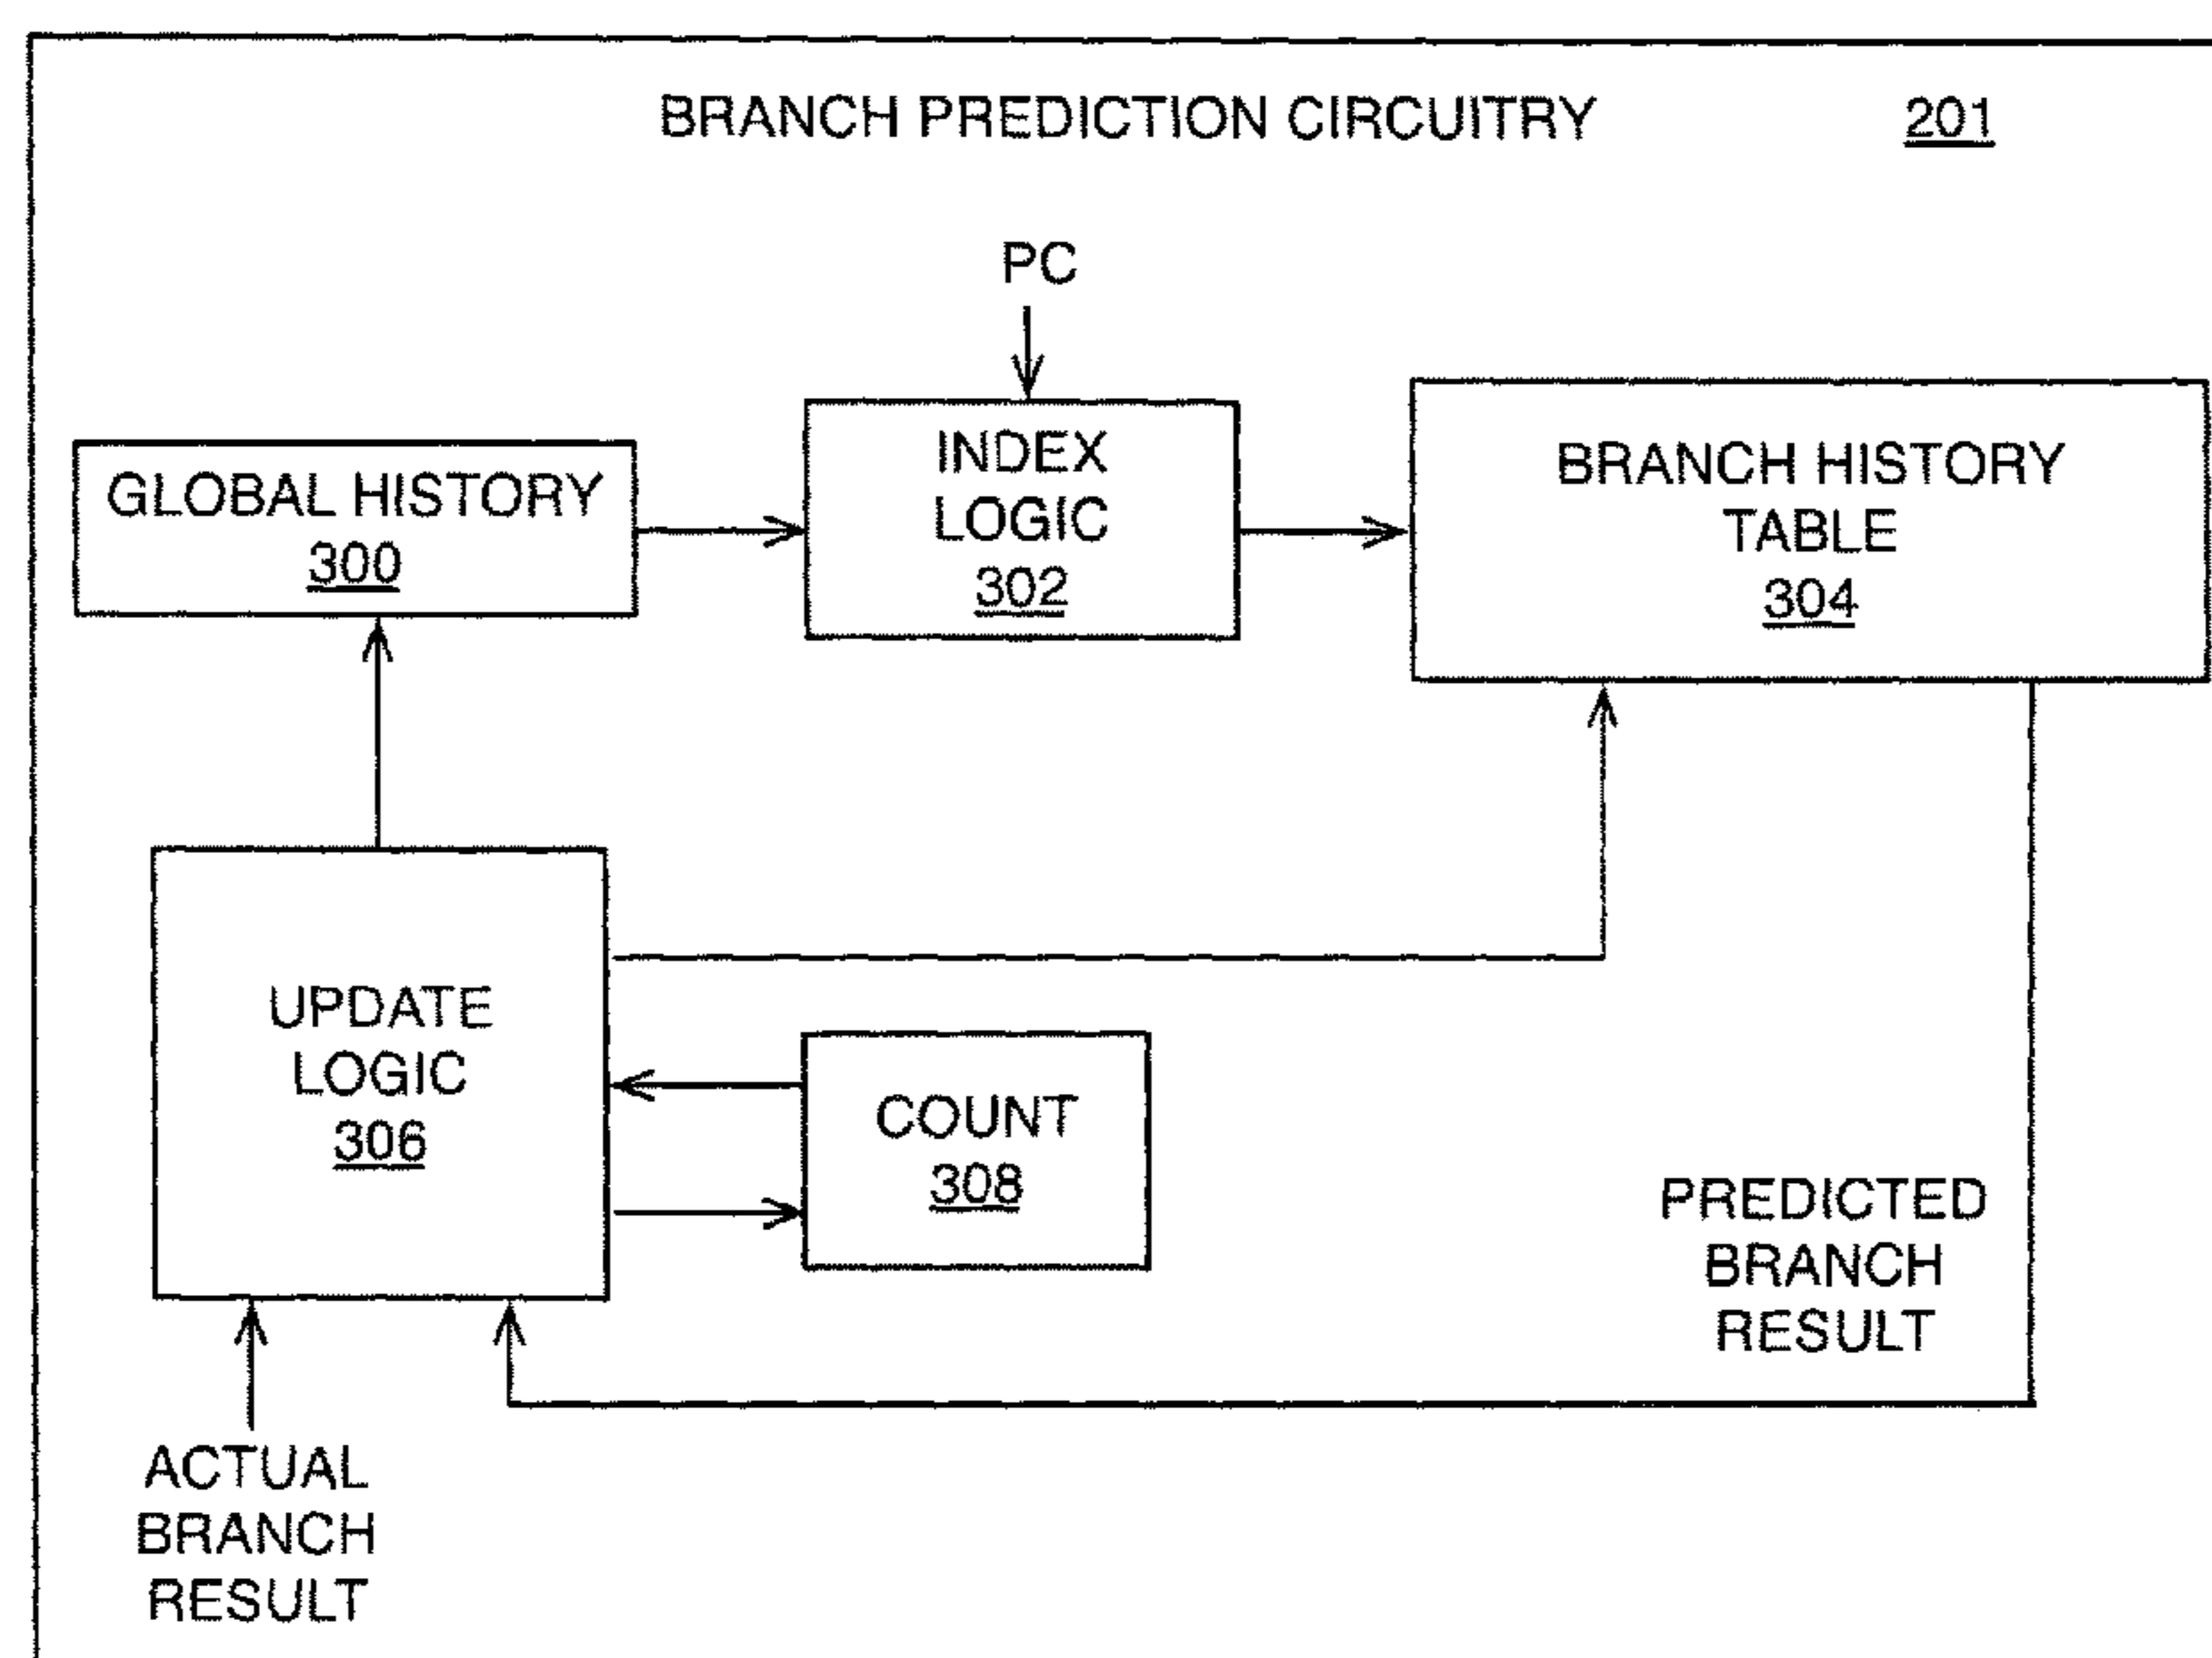 BRANCH PREDICTION CIRCUITRY 201
PC
GLOBAL HISTORY
300
INDEX
LOGIC
302
BRANCH HISTORY
TABLE
304
UPDATE
LOGIC
306
COUNT
308
PREDICTED
BRANCH
RESULT
ACTUAL
BRANCH
RESULT